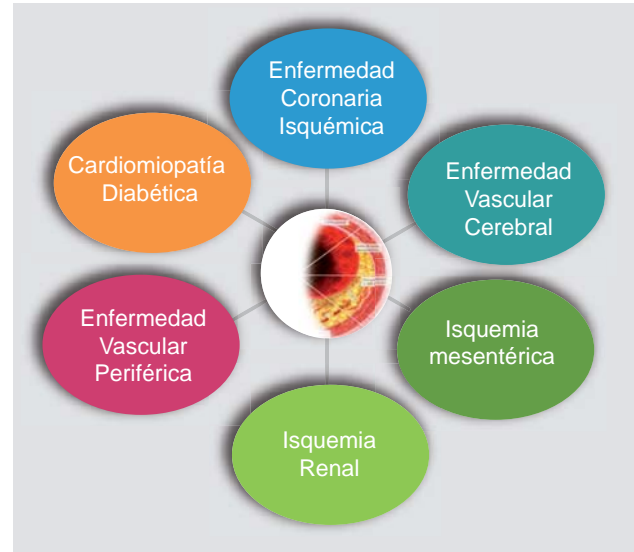 Enfermedad
Coronaria
Isquémica
Enfermedad
Vascular
Cerebral
Isquemia
mesentérica
Isquemia
Renal
Enfermedad
Vascular
Periférica
Cardiomiopatía
Diabética